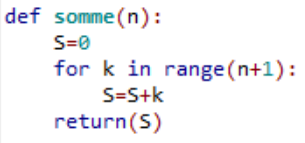 def somme(n):
    S=0
    for k in range(n+1):
        S=S+k
    return(S)